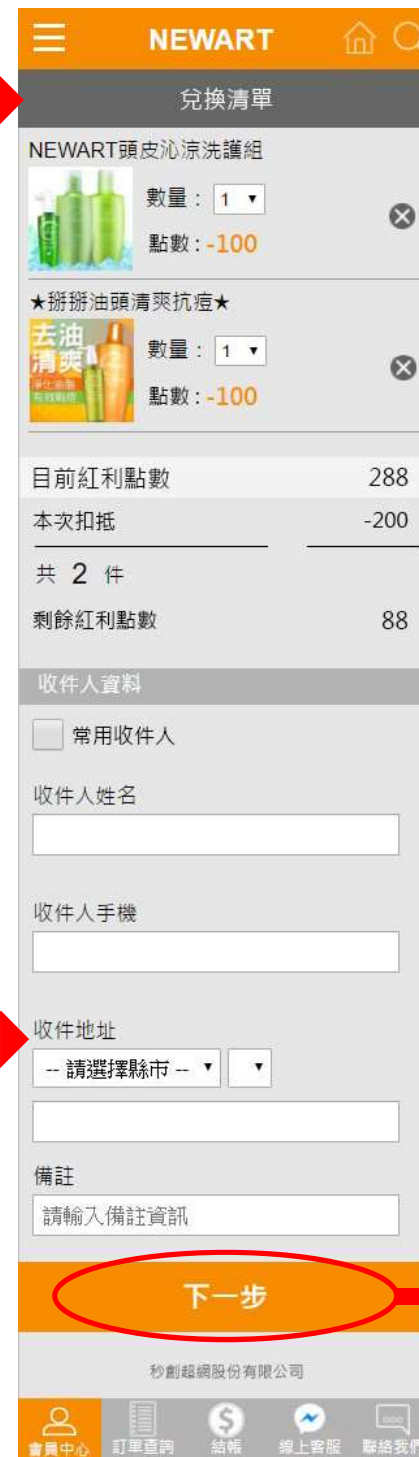 NEWART
兌換清單
NEWART頭皮沁涼洗護組
數量：1
點數：-100
★掰掰油頭清爽抗痘★
去油
清爽
淨化油脂
數量：1
點數：-100
目前紅利點數 288
本次扣抵 -200
共 2 件
剩餘紅利點數 88
收件人資料
常用收件人
收件人姓名
收件人手機
收件地址
-- 請選擇縣市 --
備註
請輸入備註資訊
下一步
秒創超網股份有限公司
會員中心 訂單查詢 結帳 線上客服 聯絡我們